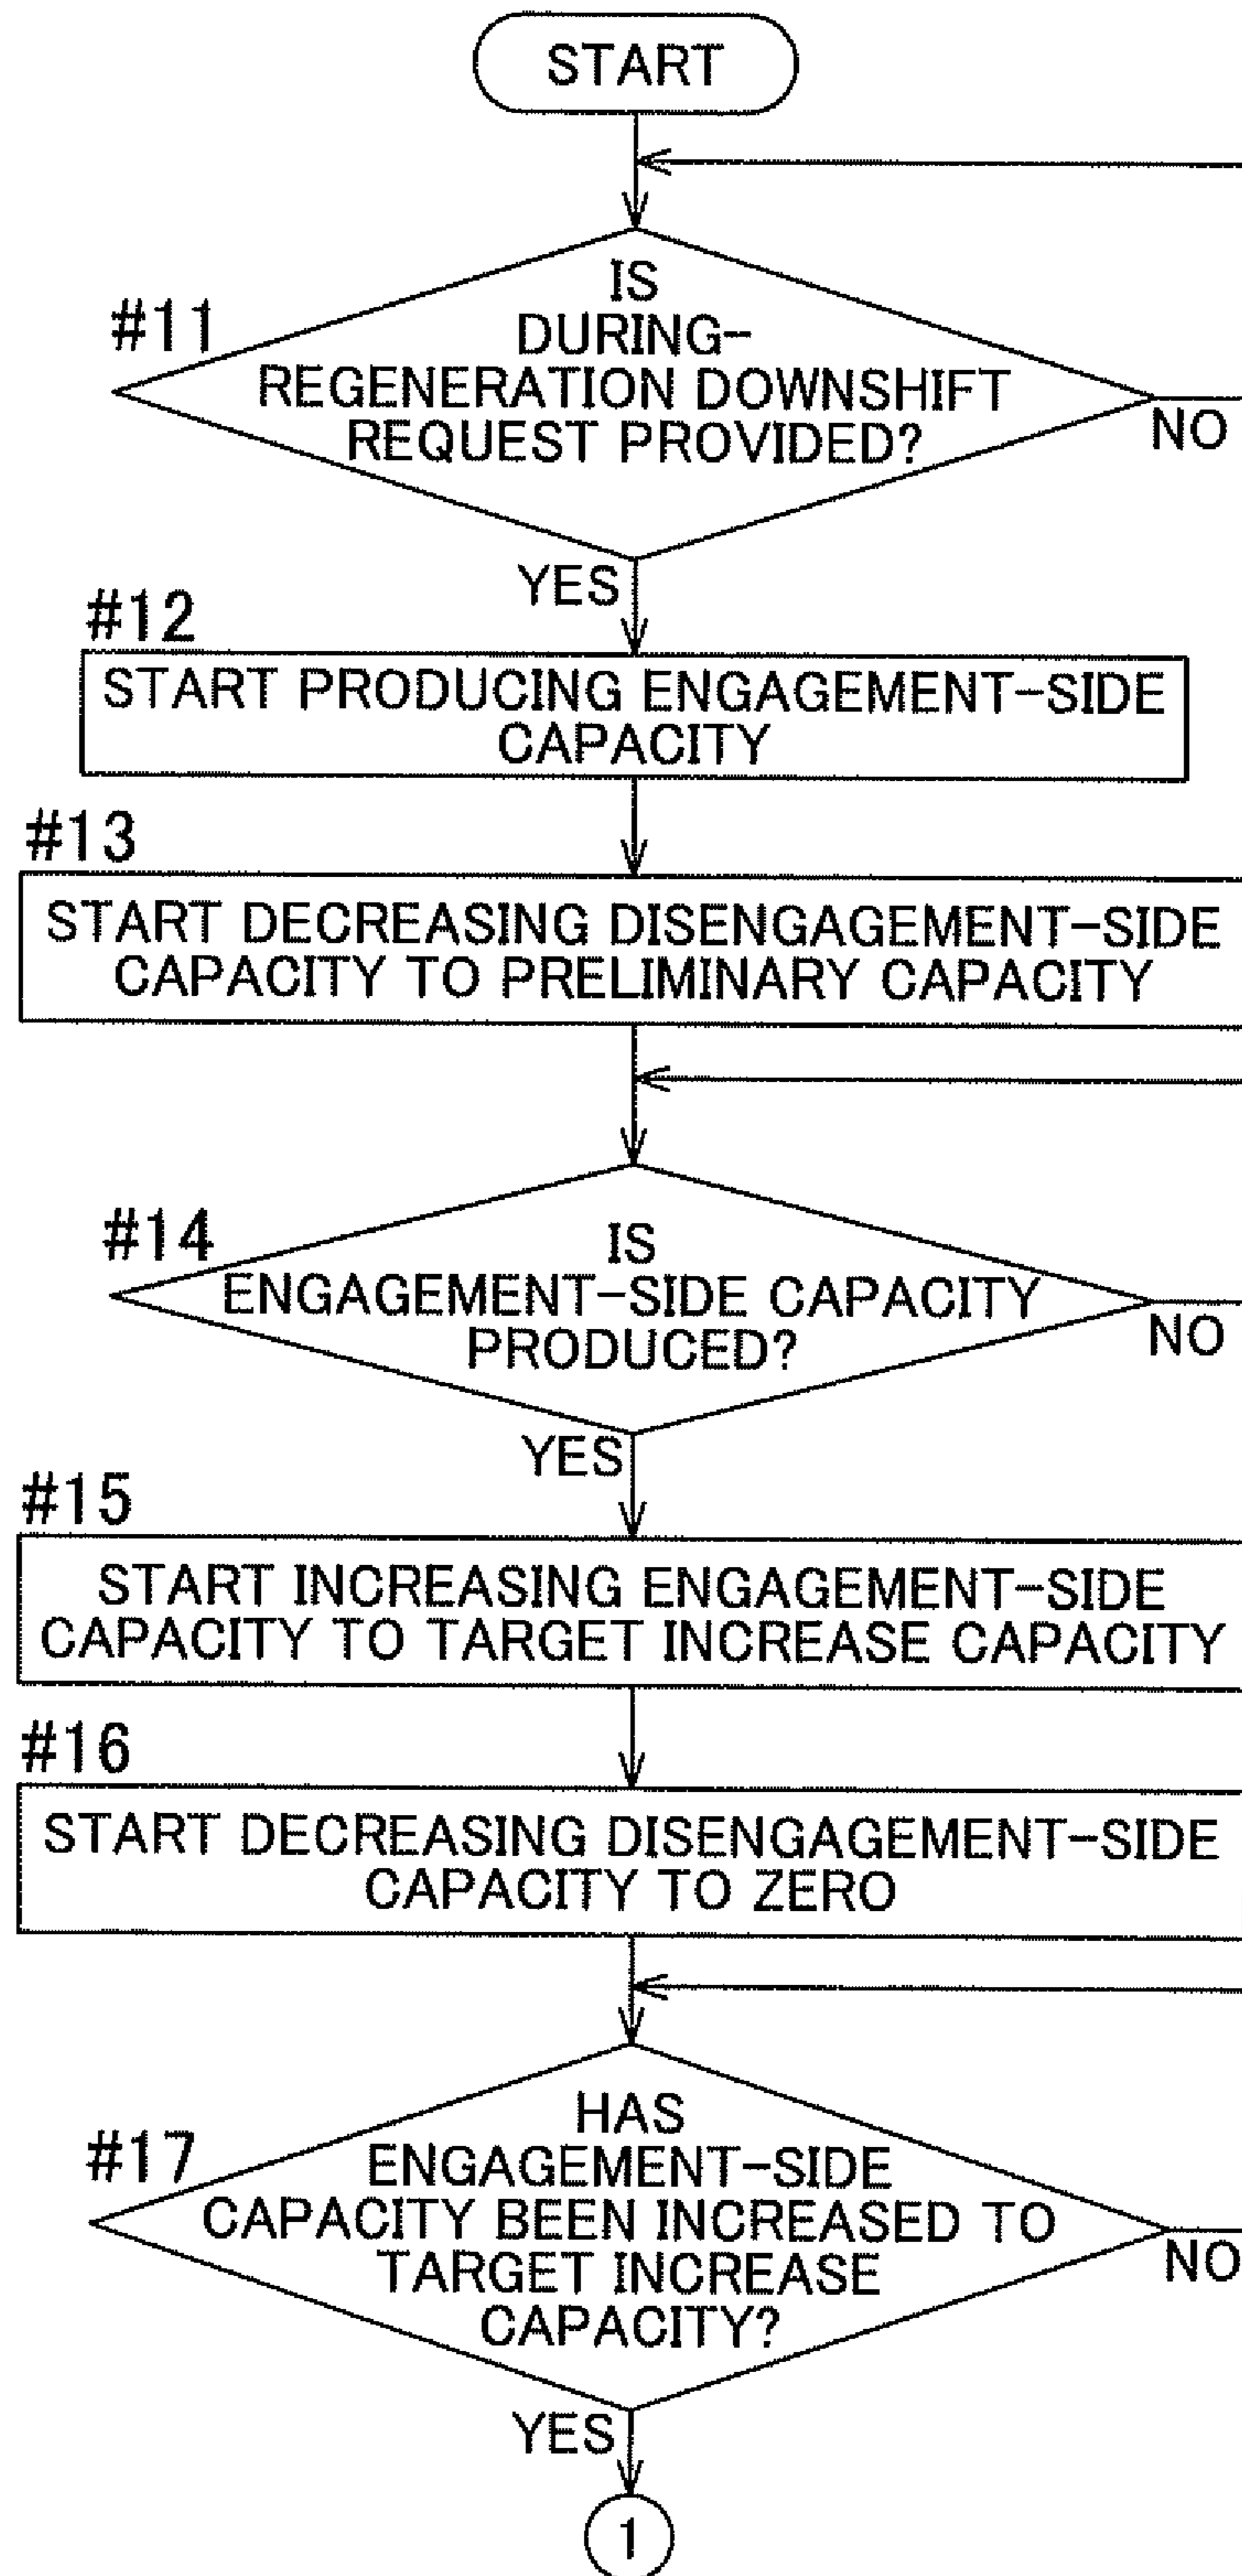 START
#11
IS
DURING-
REGENERATION DOWNSHIFT
REQUEST PROVIDED?
NO
YES
#12
START PRODUCING ENGAGEMENT-SIDE
CAPACITY
#13
START DECREASING DISENGAGEMENT-SIDE
CAPACITY TO PRELIMINARY CAPACITY
#14
IS
ENGAGEMENT-SIDE CAPACITY
PRODUCED?
NO
YES
#15
START INCREASING ENGAGEMENT-SIDE
CAPACITY TO TARGET INCREASE CAPACITY
#16
START DECREASING DISENGAGEMENT-SIDE
CAPACITY TO ZERO
#17
HAS
ENGAGEMENT-SIDE
CAPACITY BEEN INCREASED TO
TARGET INCREASE
CAPACITY?
NO
YES
1